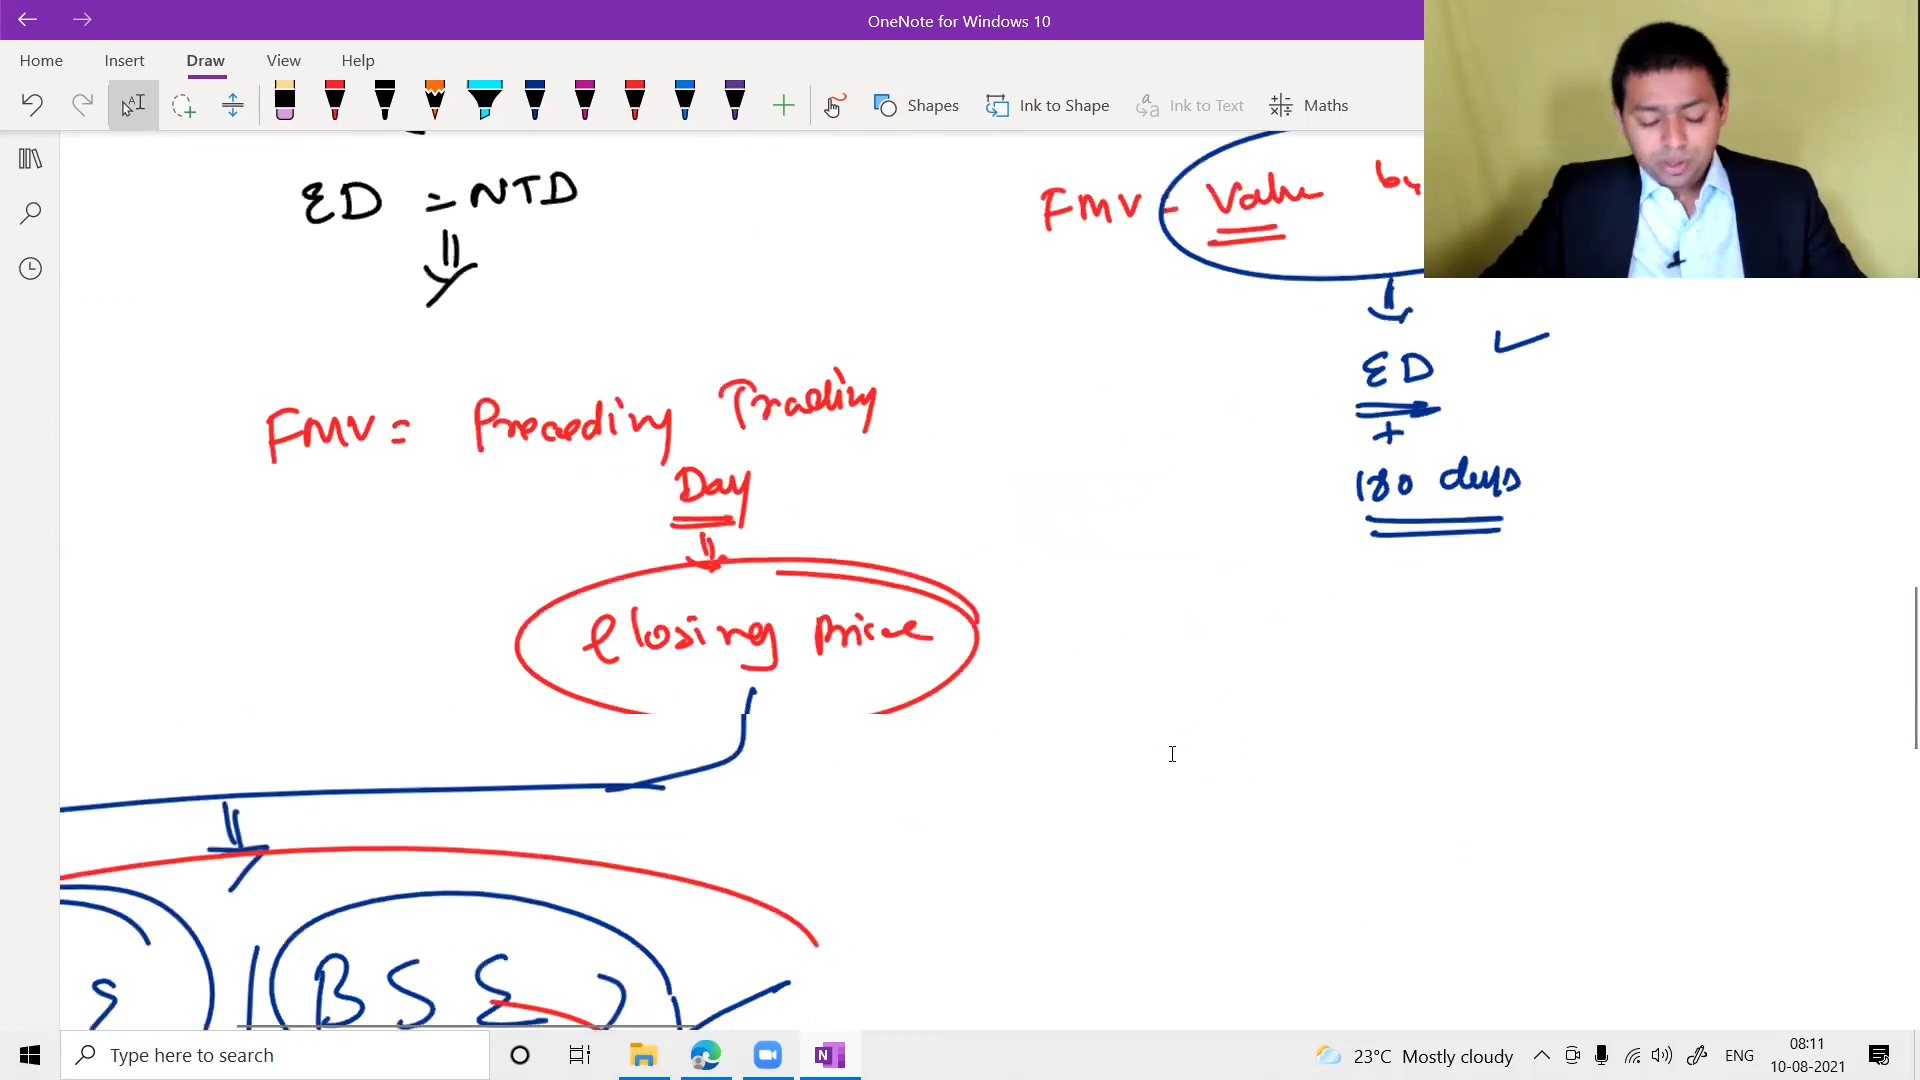 OneNote for Windows 10
Home Insert Draw View Help
Shapes Ink to Shape Ink to Text Maths
ED = NTD
FMV - Value by
ED
+
180 days
FMV = Preceding Trading
Day
Closing price
BSE
Type here to search
23°C Mostly cloudy
ENG
08:11
10-08-2021